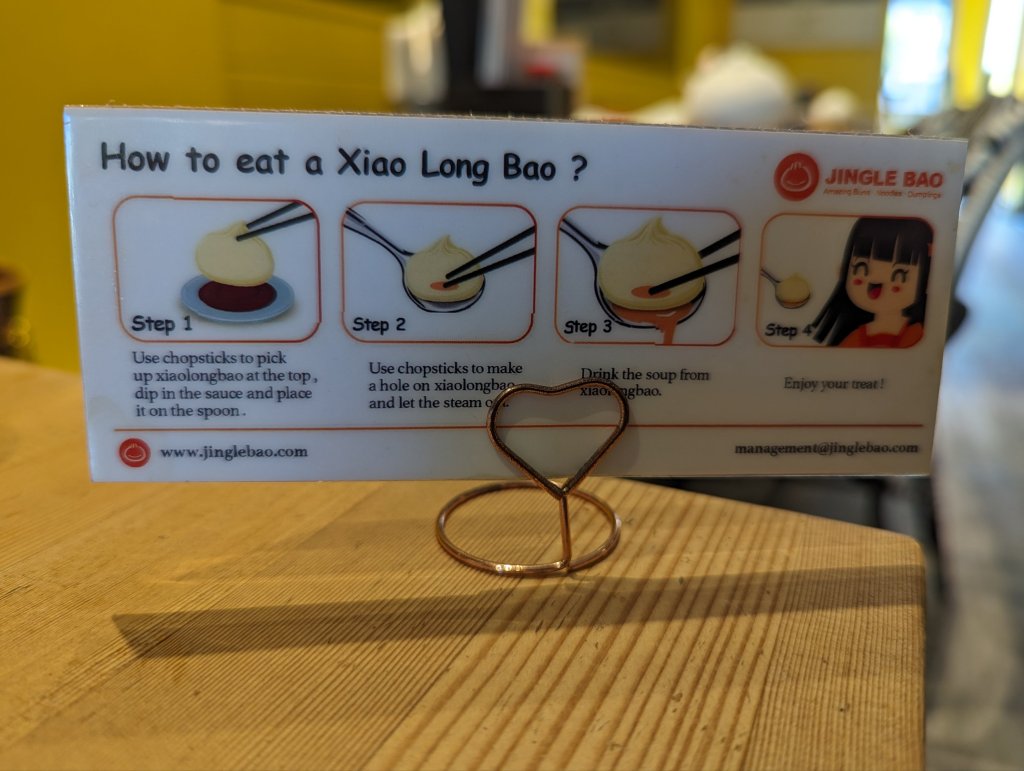 How to eat a Xiao Long Bao ?
JINGLE BAO
Amazing Buns · Noodles · Dumplings
Step 1
Step 2
Step 3
Step 4
Use chopsticks to pick
up xiaolongbao at the top,
dip in the sauce and place
it on the spoon.
Use chopsticks to make
a hole on xiaolongbao
and let the steam out.
Drink the soup from
xiaolongbao.
Enjoy your treat!
www.jinglebao.com
management@jinglebao.com